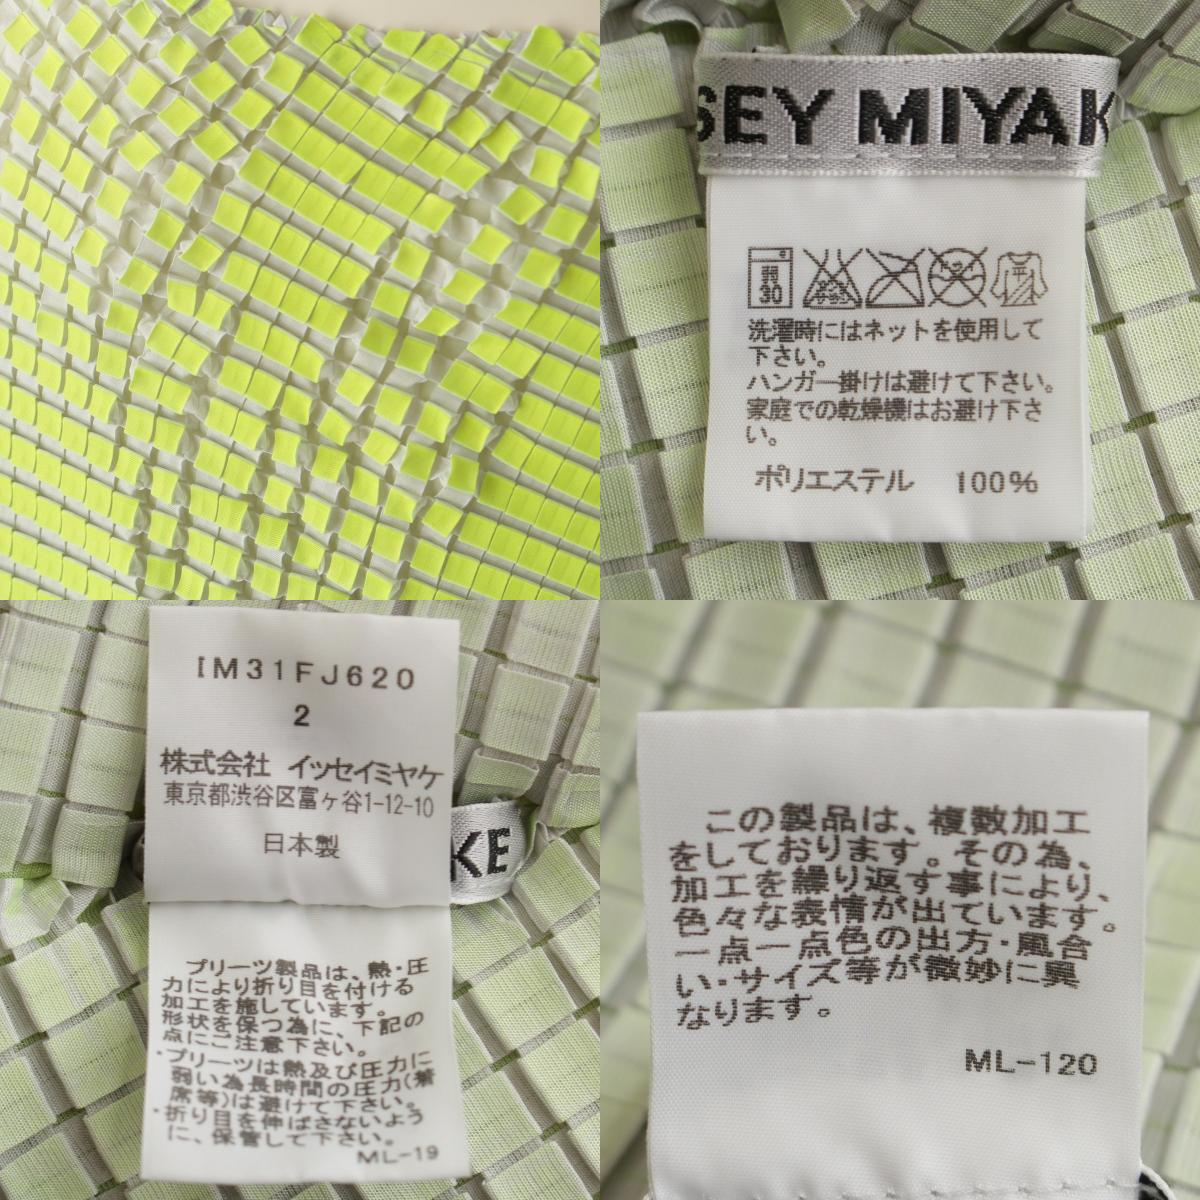 SEY MIYAK
弱
30
平
洗濯時にはネットを使用して
下さい。
ハンガー掛けは避けて下さい。
家庭での乾燥機はお避け下さ
い。
ポリエステル 100%
IM31FJ620
2
株式会社 イッセイミヤケ
東京都渋谷区富ヶ谷1-12-10
日本製
KE
プリーツ製品は、熱・圧
力により折り目を付ける
加工を施しています。
形状を保つ為に、下記の
点にご注意下さい。
・プリーツは熱及び圧力に
弱い為長時間の圧力(着
席等)は避けて下さい。
・折り目を伸ばさないよう
に、保管して下さい。
ML-19
この製品は、複数加工
をしております。その為、
加工を繰り返す事により、
色々な表情が出ています。
一点一点色の出方・風合
い・サイズ等が微妙に異
なります。
ML-120